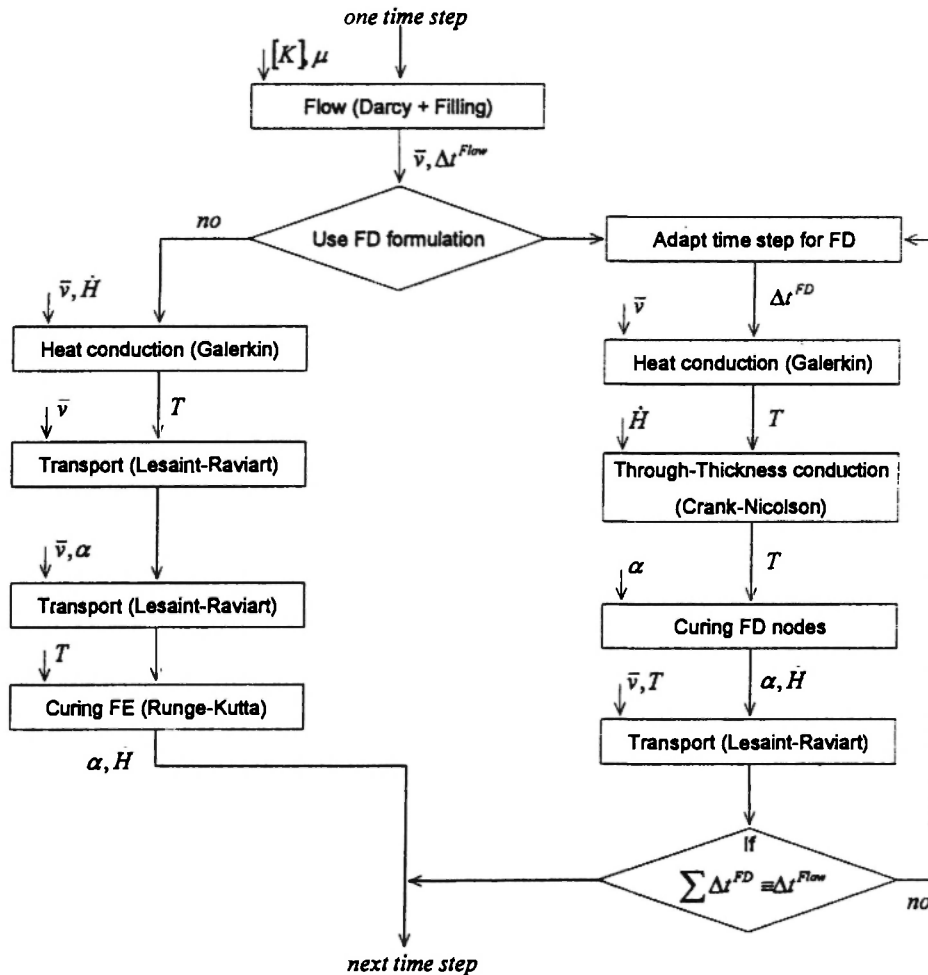 one time step
[K], μ
Flow (Darcy + Filling)
v̄, Δt^Flow
Use FD formulation
no
Adapt time step for FD
Δt^FD
v̄, Ḣ
Heat conduction (Galerkin)
T
v̄
Transport (Lesaint-Raviart)
v̄, α
Transport (Lesaint-Raviart)
T
Curing FE (Runge-Kutta)
α, Ḣ
v̄
Heat conduction (Galerkin)
T
Ḣ
Through-Thickness conduction
(Crank-Nicolson)
T
α
Curing FD nodes
α, Ḣ
v̄, T
Transport (Lesaint-Raviart)
If
∑ Δt^FD ≡ Δt^Flow
no
next time step